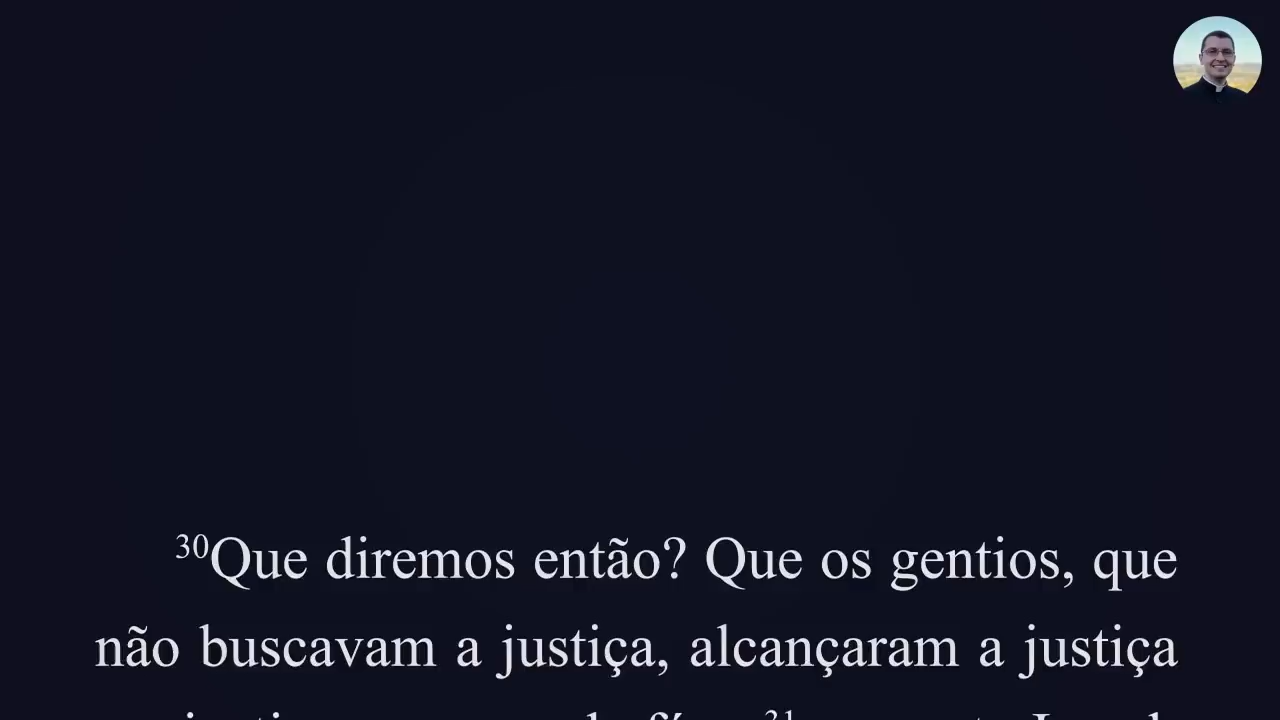 ³⁰Que diremos então? Que os gentios, que
não buscavam a justiça, alcançaram a justiça